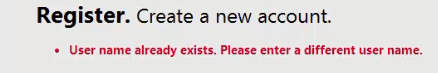 Register. Create a new account.
• User name already exists. Please enter a different user name.